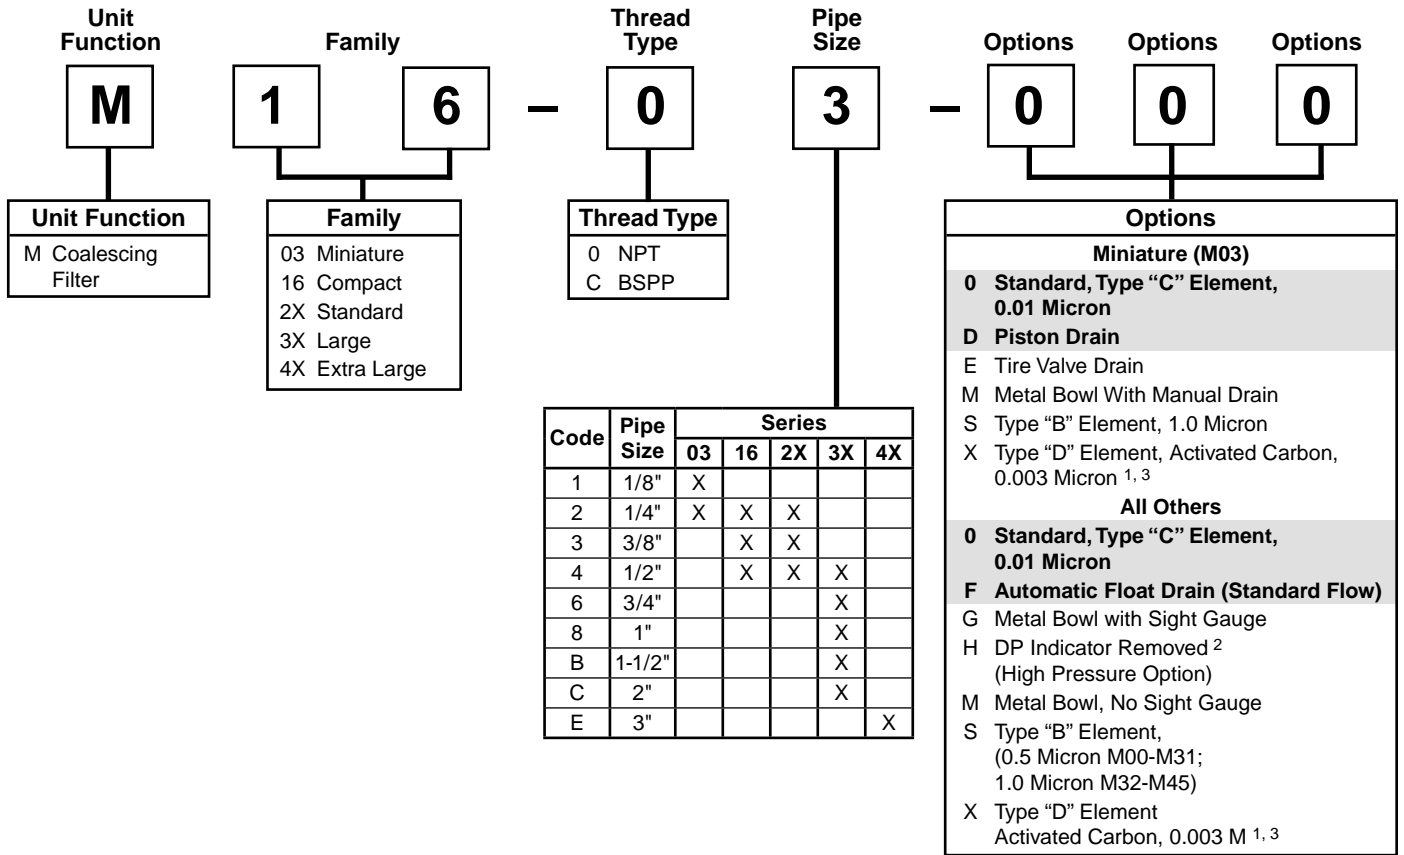 Unit Function
Family
Thread Type
Pipe Size
Options
Options
Options
M 1 6 – 0 3 – 0 0 0
Unit Function
M Coalescing
Filter
Family
03 Miniature
16 Compact
2X Standard
3X Large
4X Extra Large
Thread Type
0 NPT
C BSPP
Code Pipe Size Series
03 16 2X 3X 4X
1 1/8" X
2 1/4" X X X
3 3/8" X X
4 1/2" X X X
6 3/4" X
8 1" X
B 1-1/2" X
C 2" X
E 3" X
Options
Miniature (M03)
0 Standard, Type “C” Element,
0.01 Micron
D Piston Drain
E Tire Valve Drain
M Metal Bowl With Manual Drain
S Type “B” Element, 1.0 Micron
X Type “D” Element, Activated Carbon,
0.003 Micron 1, 3
All Others
0 Standard, Type “C” Element,
0.01 Micron
F Automatic Float Drain (Standard Flow)
G Metal Bowl with Sight Gauge
H DP Indicator Removed 2
(High Pressure Option)
M Metal Bowl, No Sight Gauge
S Type “B” Element,
(0.5 Micron M00-M31;
1.0 Micron M32-M45)
X Type “D” Element
Activated Carbon, 0.003 M 1, 3